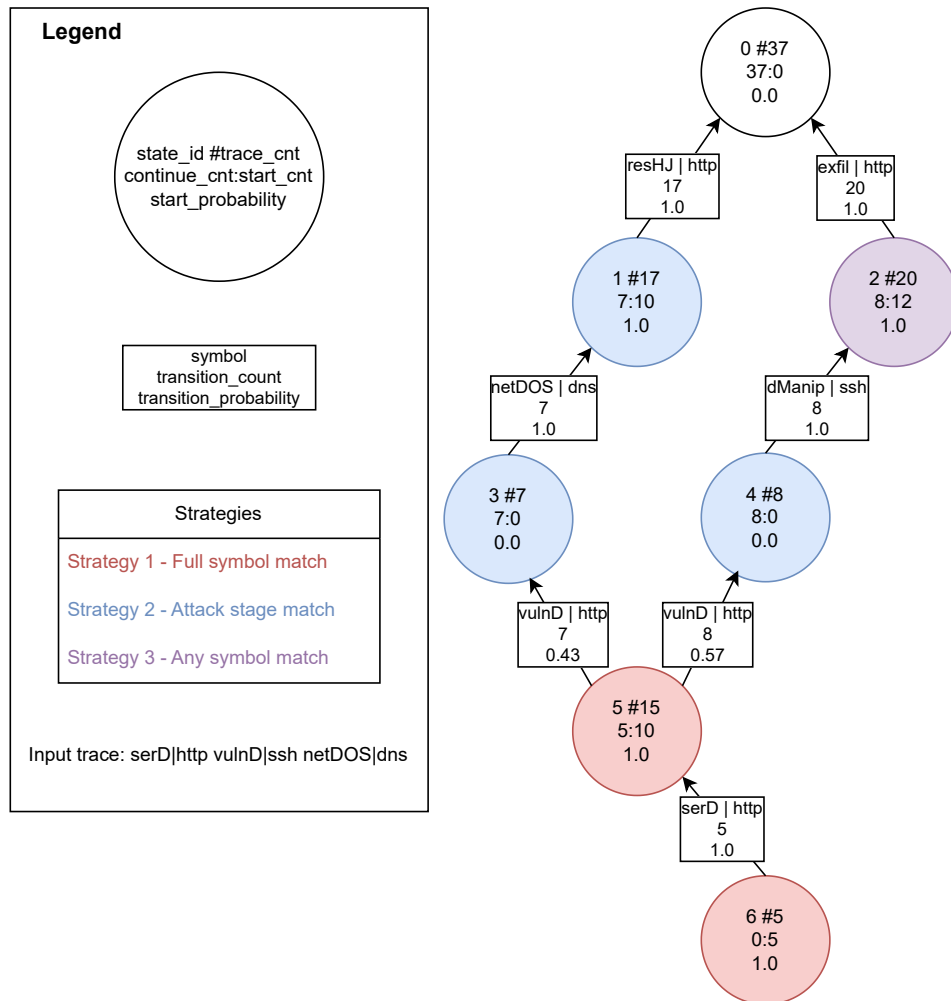 Legend
state_id #trace_cnt
continue_cnt:start_cnt
start_probability
symbol
transition_count
transition_probability
Strategies
Strategy 1 - Full symbol match
Strategy 2 - Attack stage match
Strategy 3 - Any symbol match
Input trace: serD|http vulnD|ssh netDOS|dns
0 #37
37:0
0.0
resHJ | http
17
1.0
exfil | http
20
1.0
1 #17
7:10
1.0
2 #20
8:12
1.0
netDOS | dns
7
1.0
dManip | ssh
8
1.0
3 #7
7:0
0.0
4 #8
8:0
0.0
vulnD | http
7
0.43
vulnD | http
8
0.57
5 #15
5:10
1.0
serD | http
5
1.0
6 #5
0:5
1.0